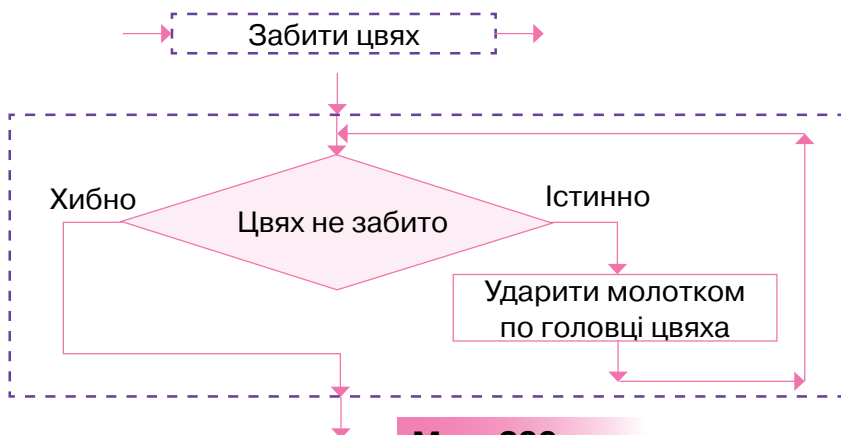 Забити цвях
Хибно
Істинно
Цвях не забито
Ударити молотком
по головці цвяха